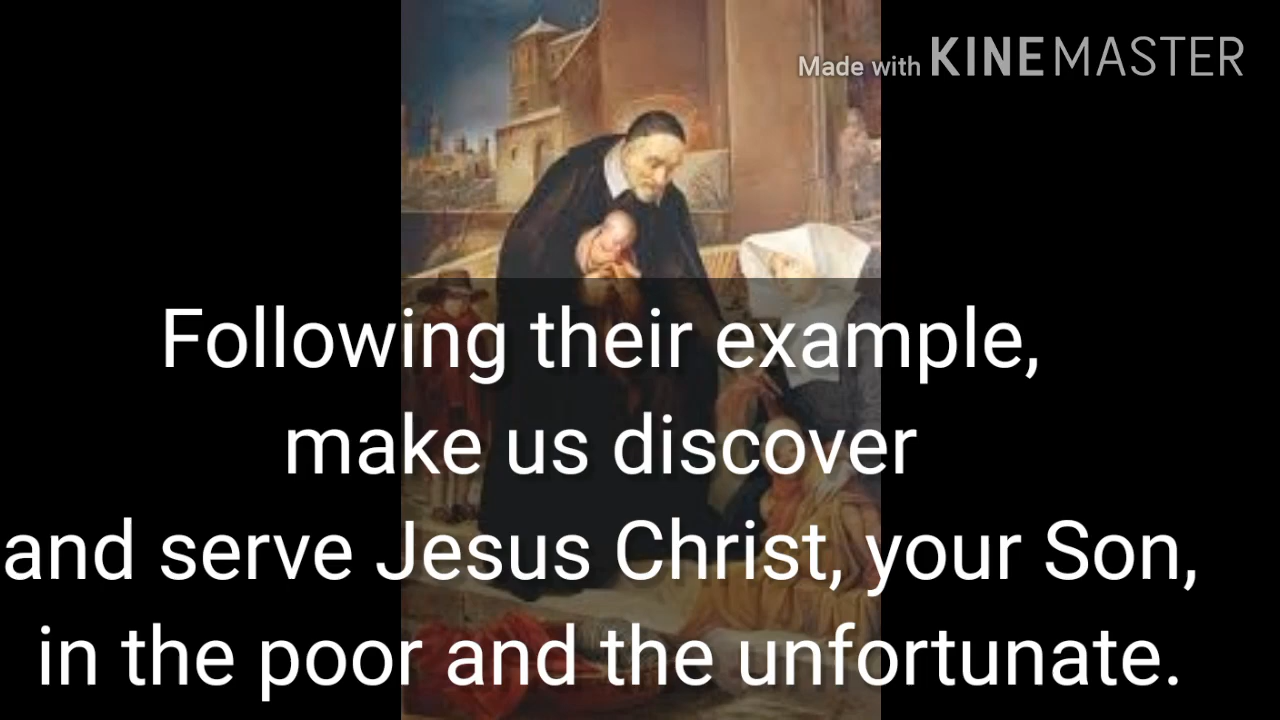 Made with KINEMASTER
Following their example,
make us discover
and serve Jesus Christ, your Son,
in the poor and the unfortunate.